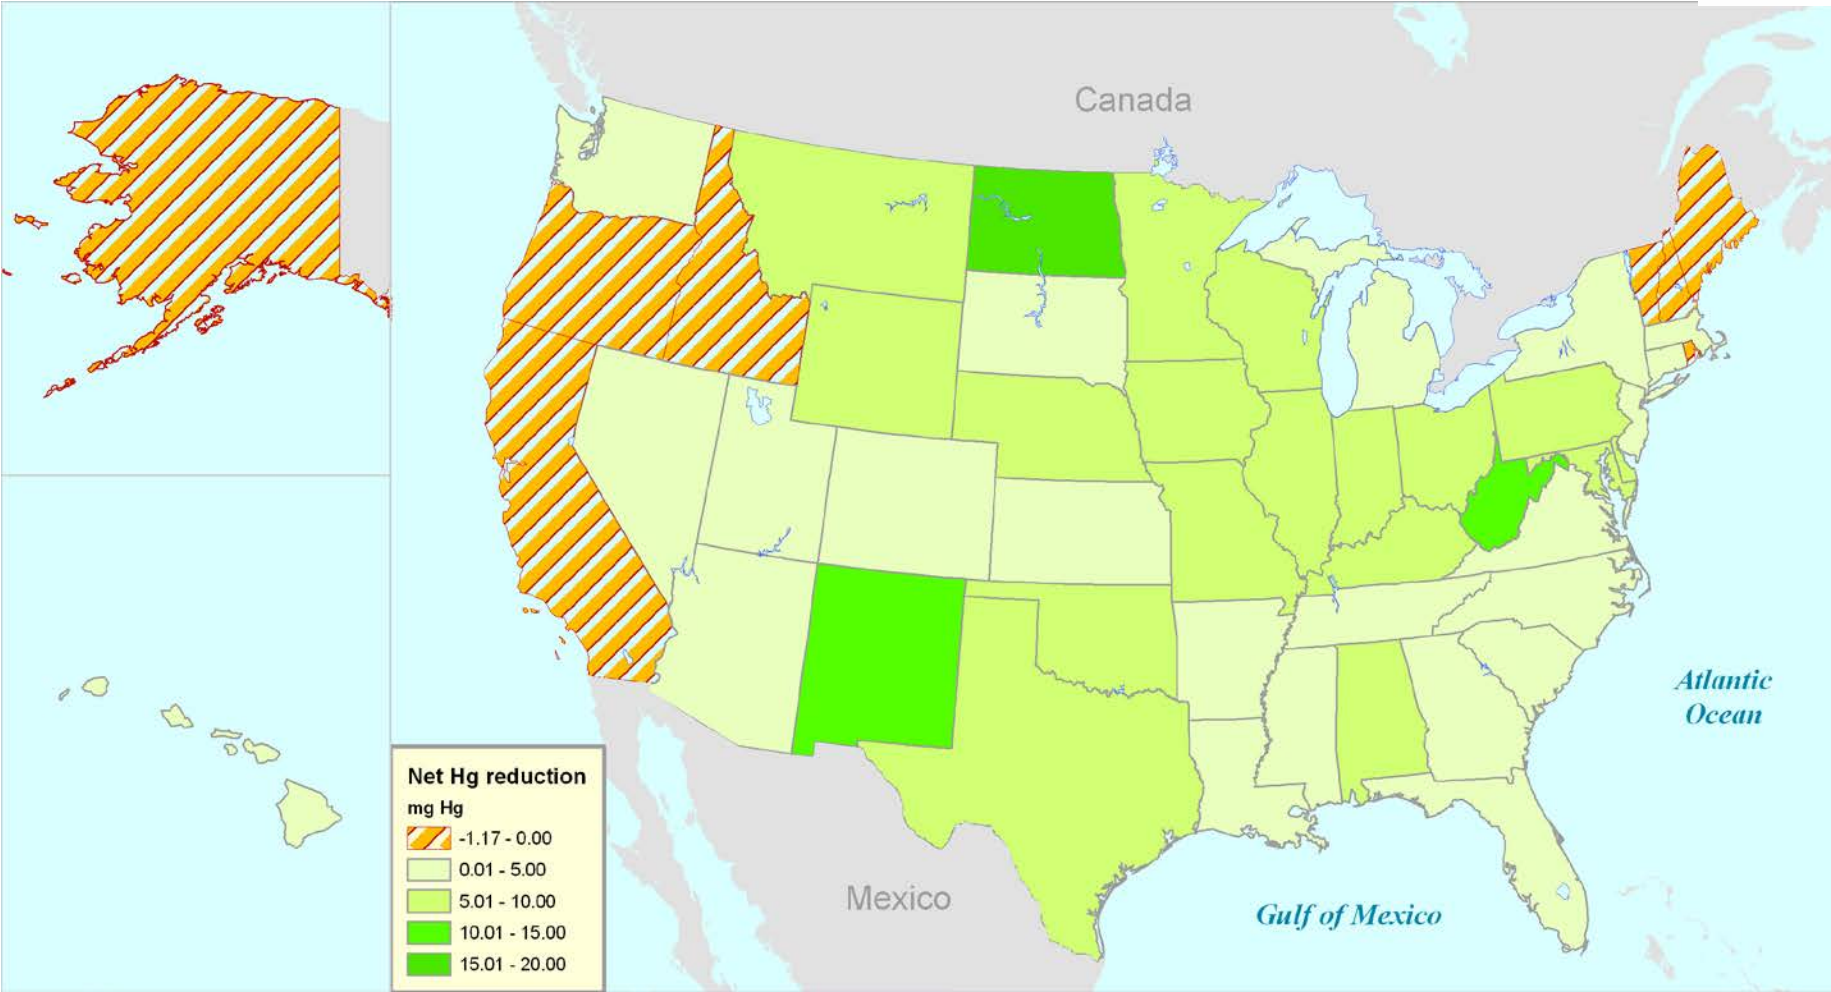 Canada
Atlantic
Ocean
Net Hg reduction
mg Hg
-1.17 - 0.00
0.01 - 5.00
5.01 - 10.00
10.01 - 15.00
15.01 - 20.00
Mexico
Gulf of Mexico